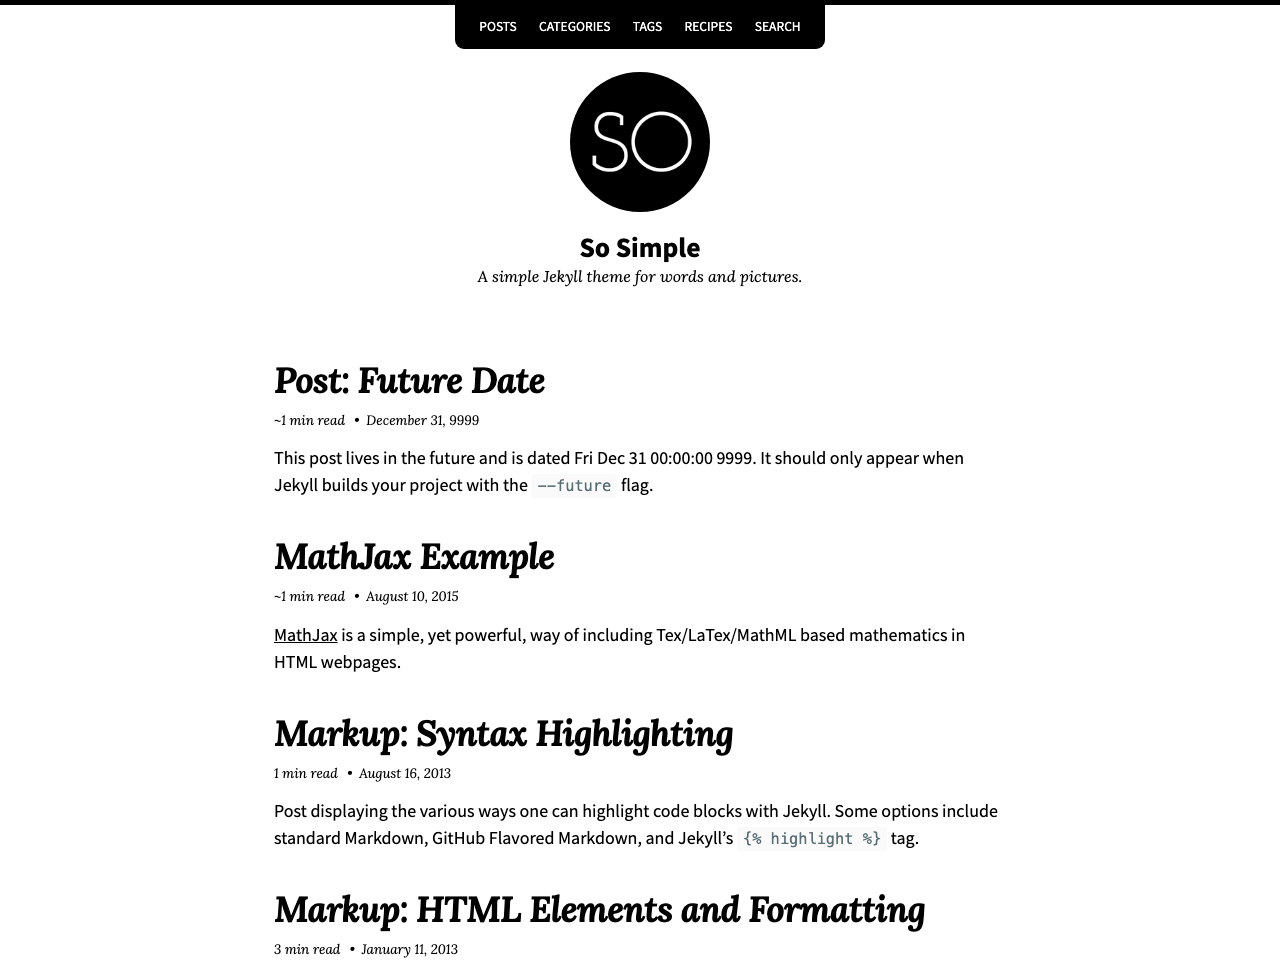 POSTS CATEGORIES TAGS RECIPES SEARCH
SO
So Simple
A simple Jekyll theme for words and pictures.
Post: Future Date
~1 min read • December 31, 9999
This post lives in the future and is dated Fri Dec 31 00:00:00 9999. It should only appear when
Jekyll builds your project with the --future flag.
MathJax Example
~1 min read • August 10, 2015
MathJax is a simple, yet powerful, way of including Tex/LaTex/MathML based mathematics in
HTML webpages.
Markup: Syntax Highlighting
1 min read • August 16, 2013
Post displaying the various ways one can highlight code blocks with Jekyll. Some options include
standard Markdown, GitHub Flavored Markdown, and Jekyll’s {% highlight %} tag.
Markup: HTML Elements and Formatting
3 min read • January 11, 2013